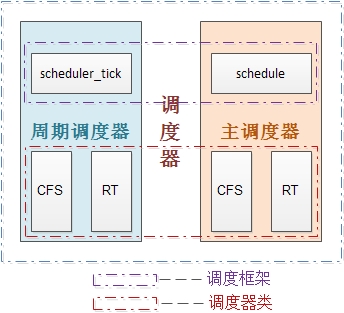 scheduler_tick
schedule
调度器
周期调度器
主调度器
CFS
RT
CFS
RT
调度框架
调度器类